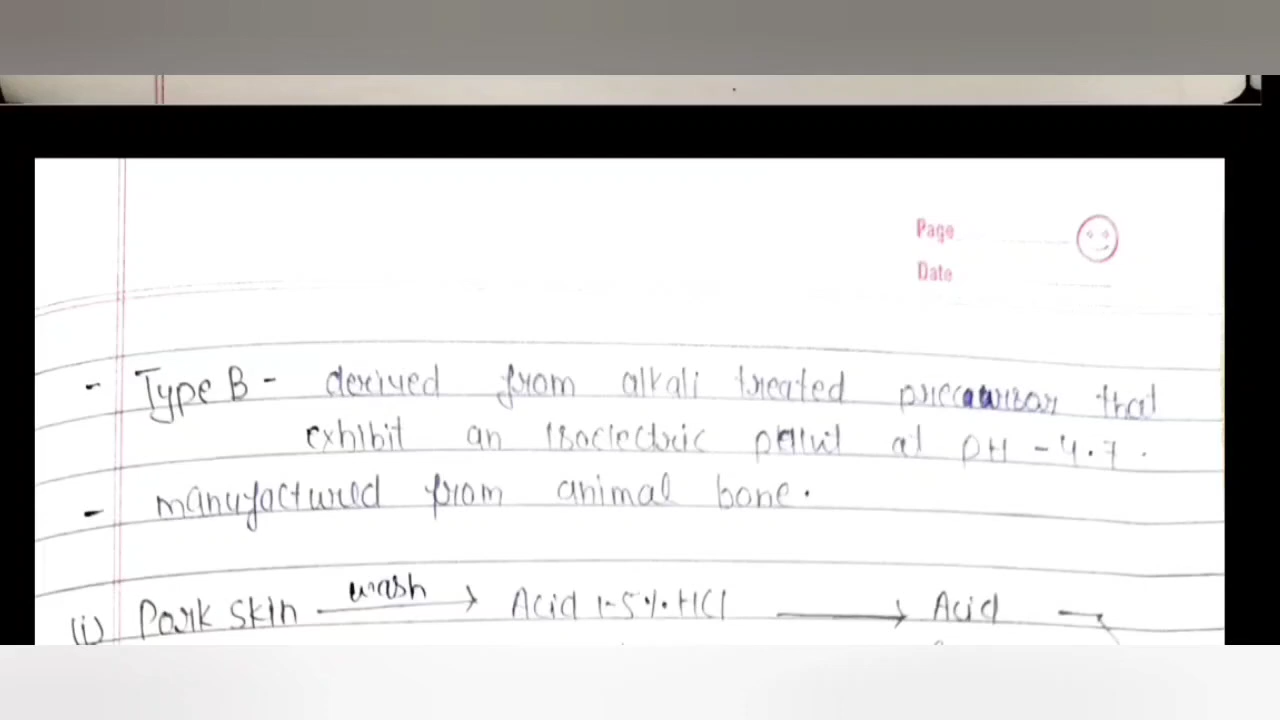 Page
Date
- Type B - derived from alkali treated precaursar that
exhibit an isoelectric point at pH - 4.7.
- manufactured from animal bone.
(i) Pork skin wash → Acid 1-5%. HCl → Acid →